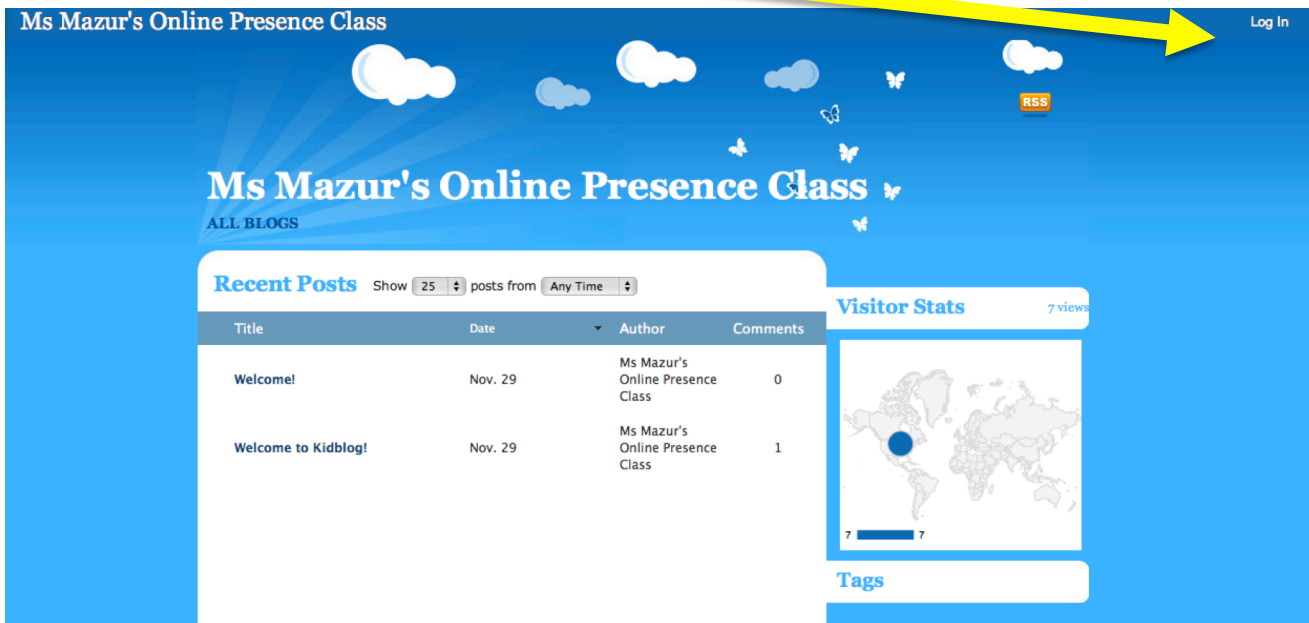 Ms Mazur's Online Presence Class
Log In
RSS
Ms Mazur's Online Presence Class
ALL BLOGS
Recent Posts Show 25 posts from Any Time
Title Date Author Comments
Welcome! Nov. 29 Ms Mazur's
Online Presence 0
Class
Welcome to Kidblog! Nov. 29 Ms Mazur's
Online Presence 1
Class
Visitor Stats 7 views
7 7
Tags